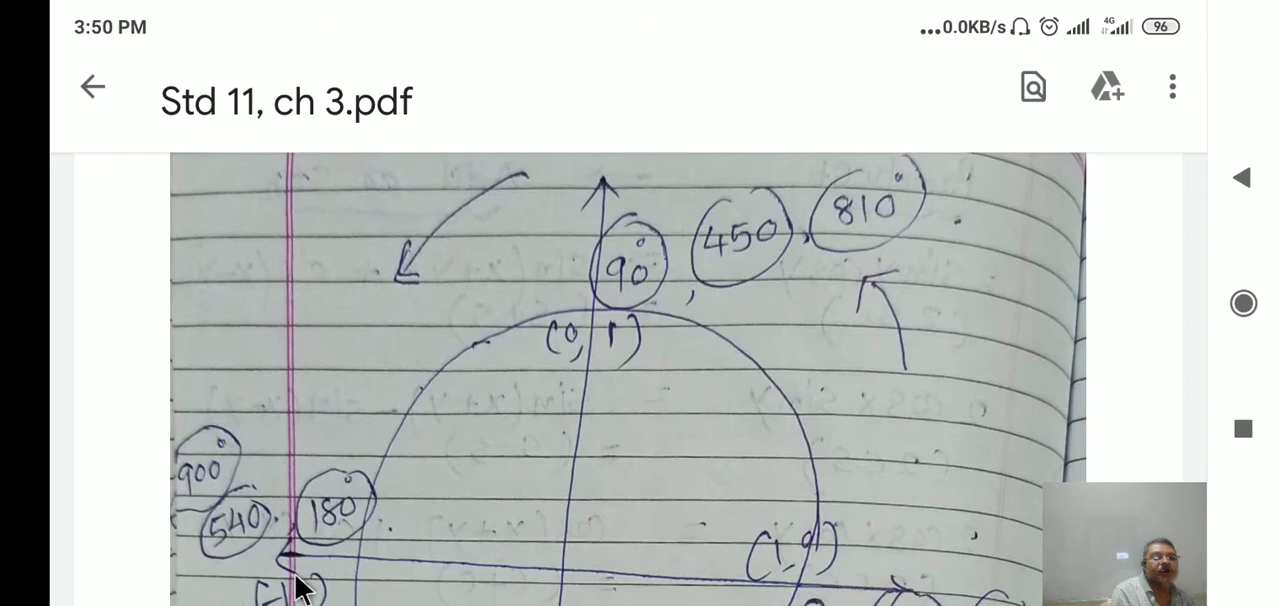 3:50 PM
...0.0KB/s 4G 96
Std 11, ch 3.pdf
90°, 450, 810°
(0, 1)
900°
540. 180°
(1, 0)